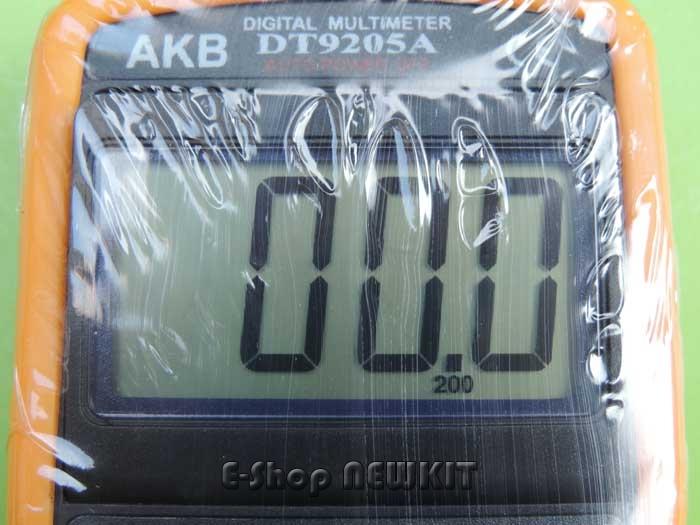 DIGITAL MULTIMETER
AKB DT9205A
AUTO POWER OFF
00.0
200
E-Shop NEWKIT